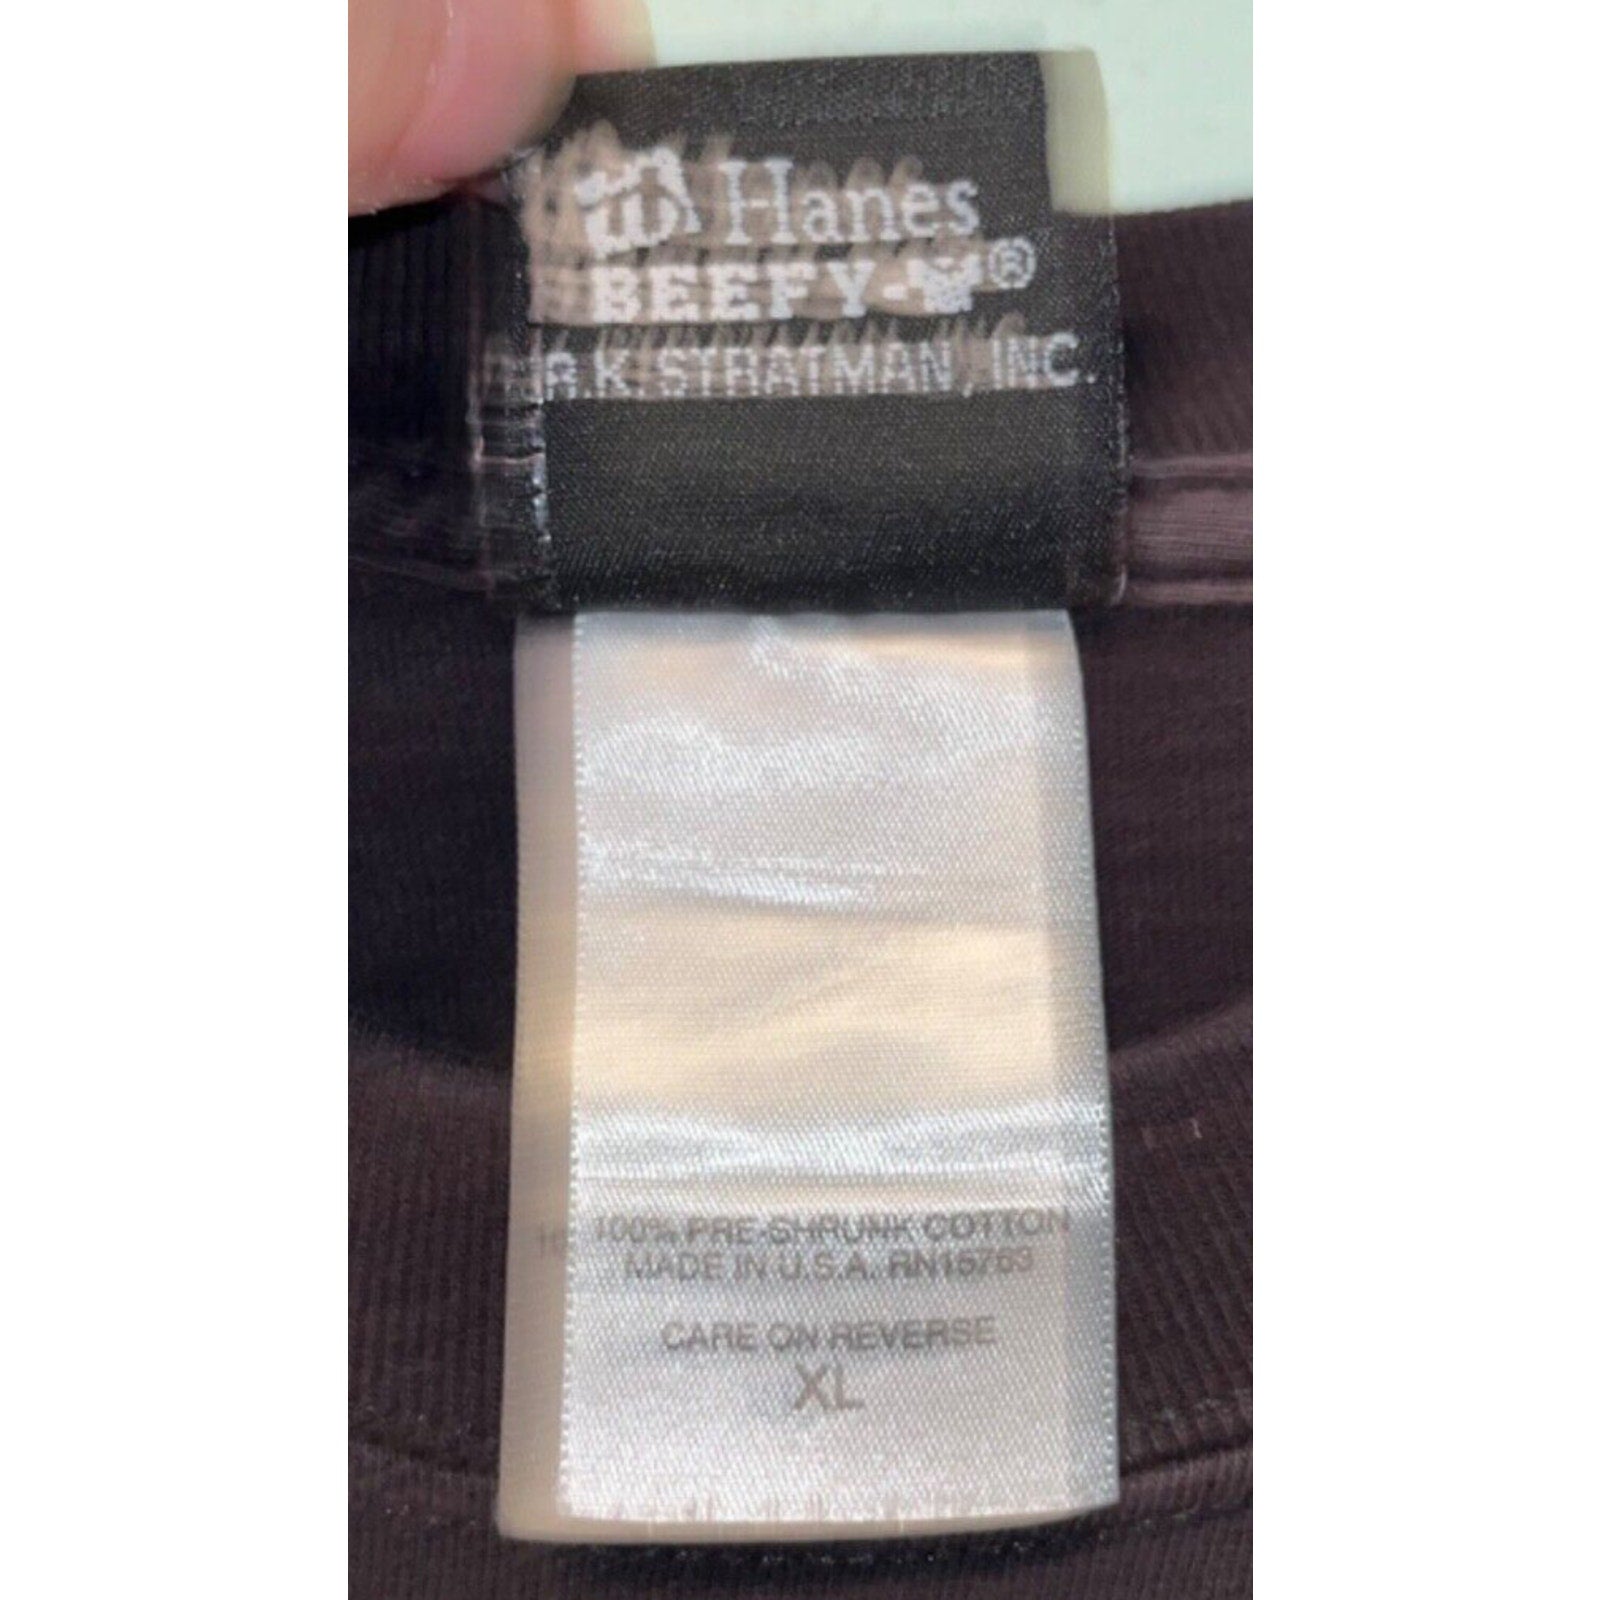 Hanes
BEEFY-T®
R.K. STRATMAN, INC.
100% PRE-SHRUNK COTTON
MADE IN U.S.A. RN15763
CARE ON REVERSE
XL